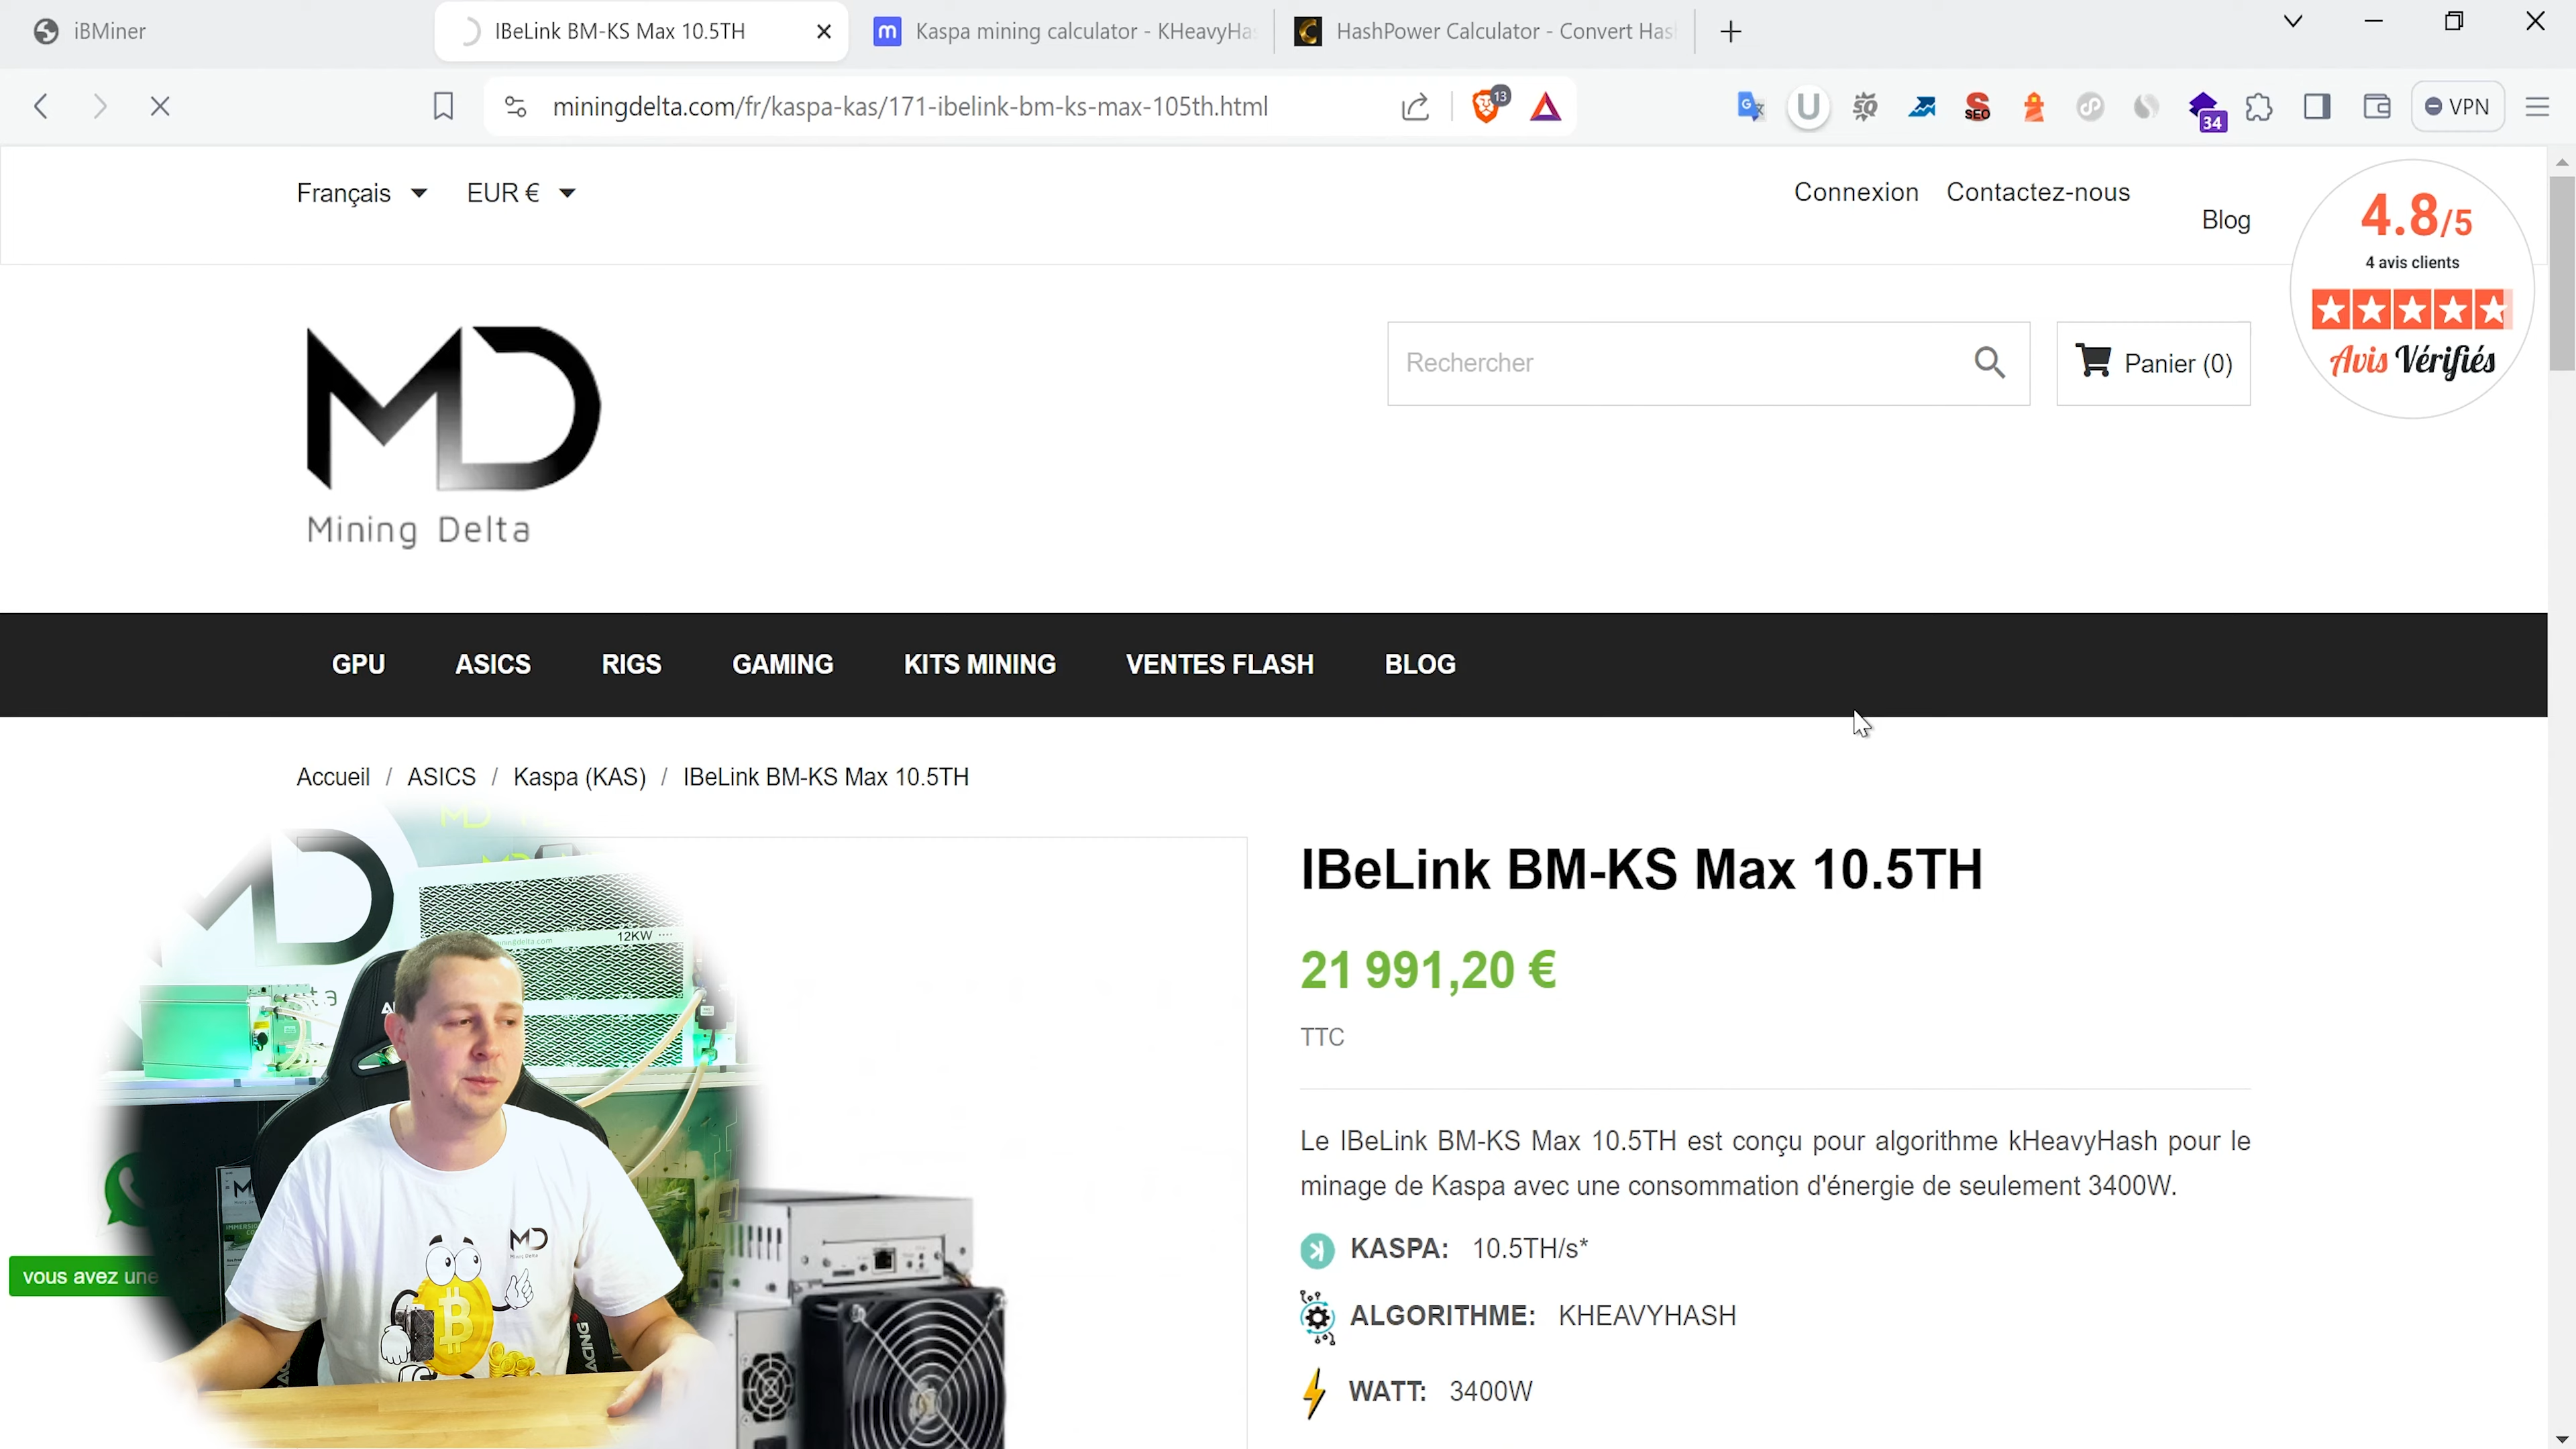 iBMiner
IBeLink BM-KS Max 10.5TH
Kaspa mining calculator - KHeavyHas
HashPower Calculator - Convert Hash
miningdelta.com/fr/kaspa-kas/171-ibelink-bm-ks-max-105th.html
13
SEO
34
VPN
Français
EUR €
Connexion
Contactez-nous
Blog
4.8/5
4 avis clients
Avis Vérifiés
MD
Mining Delta
Rechercher
Panier (0)
GPU
ASICS
RIGS
GAMING
KITS MINING
VENTES FLASH
BLOG
Accueil / ASICS / Kaspa (KAS) / IBeLink BM-KS Max 10.5TH
IBeLink BM-KS Max 10.5TH
21 991,20 €
TTC
Le IBeLink BM-KS Max 10.5TH est conçu pour algorithme kHeavyHash pour le
minage de Kaspa avec une consommation d'énergie de seulement 3400W.
KASPA: 10.5TH/s*
ALGORITHME: KHEAVYHASH
WATT: 3400W
12KW
MD
vous avez une